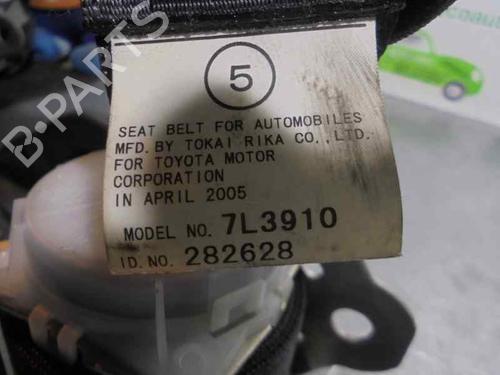 5
SEAT BELT FOR AUTOMOBILES
MFD. BY TOKAI RIKA CO., LTD.
FOR TOYOTA MOTOR
CORPORATION
IN APRIL 2005
MODEL NO. 7L3910
ID. NO. 282628